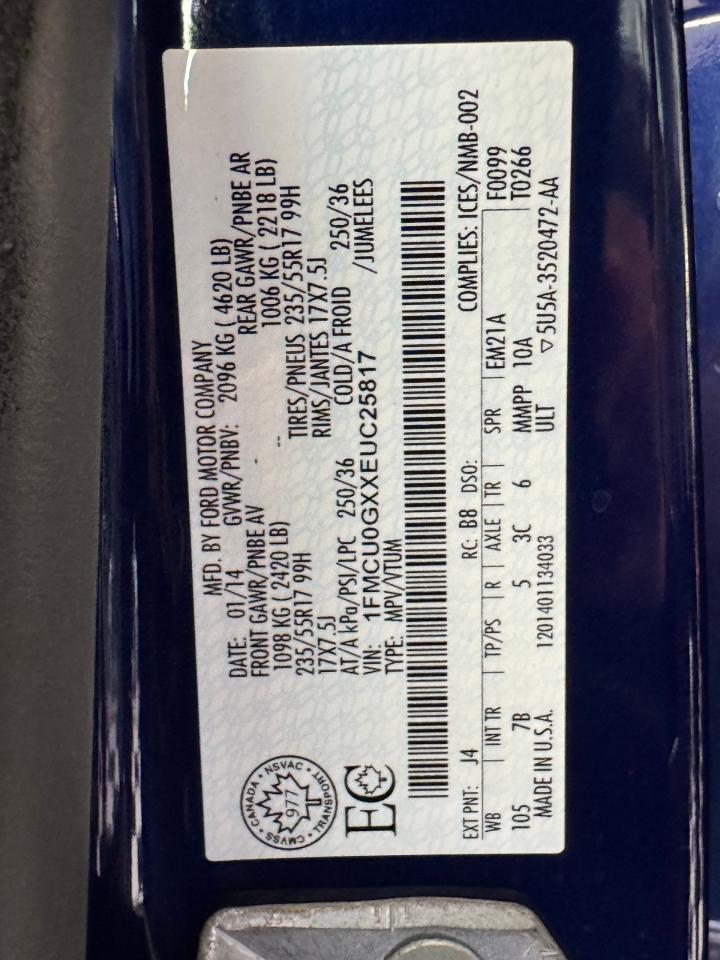 MFD. BY FORD MOTOR COMPANY
DATE: 01/14 GVWR/PNBV: 2096 KG ( 4620 LB)
FRONT GAWR/PNBE AV REAR GAWR/PNBE AR
1098 KG ( 2420 LB) 1006 KG ( 2218 LB)
235/55R17 99H TIRES/PNEUS 235/55R17 99H
17X7.5J RIMS/JANTES 17X7.5J
AT/A kPa/PSI/LPC 250/36 COLD/A FROID 250/36
VIN: 1FMCU0GXXEUC25817 /JUMELEES
TYPE: MPV/VTUM
CANADA • NSVAC • TRANSPORT • CMVSS •
977
EC
COMPLIES: ICES/NMB-002
EXT PNT: J4 RC: B8 DSO:
WB | INT TR | TP/PS | R | AXLE | TR | SPR | EM21A F0099
105 7B 5 3C 6 MMPP 10A T0266
MADE IN U.S.A. 1201401134033 ULT ▽5U5A-3520472-AA